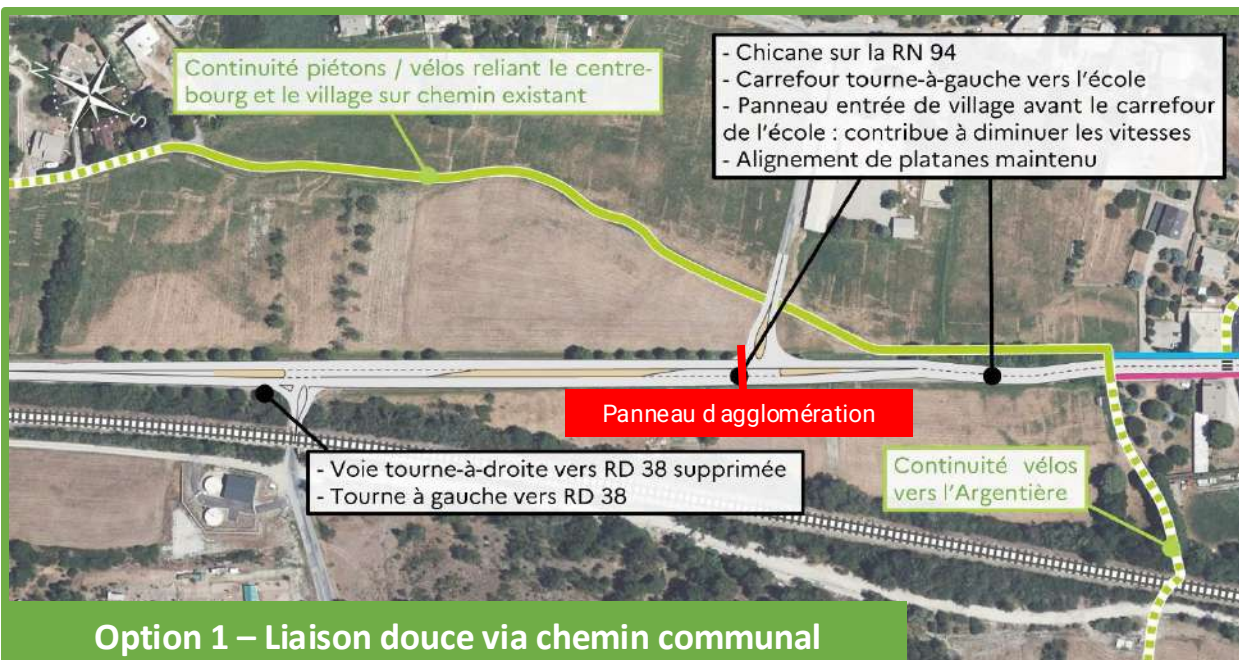 Continuité piétons / vélos reliant le centre-
bourg et le village sur chemin existant
- Chicane sur la RN 94
- Carrefour tourne-à-gauche vers l'école
- Panneau entrée de village avant le carrefour
de l'école : contribue à diminuer les vitesses
- Alignement de platanes maintenu
N
S
Panneau d agglomération
- Voie tourne-à-droite vers RD 38 supprimée
- Tourne à gauche vers RD 38
Continuité vélos
vers l'Argentière
Option 1 – Liaison douce via chemin communal